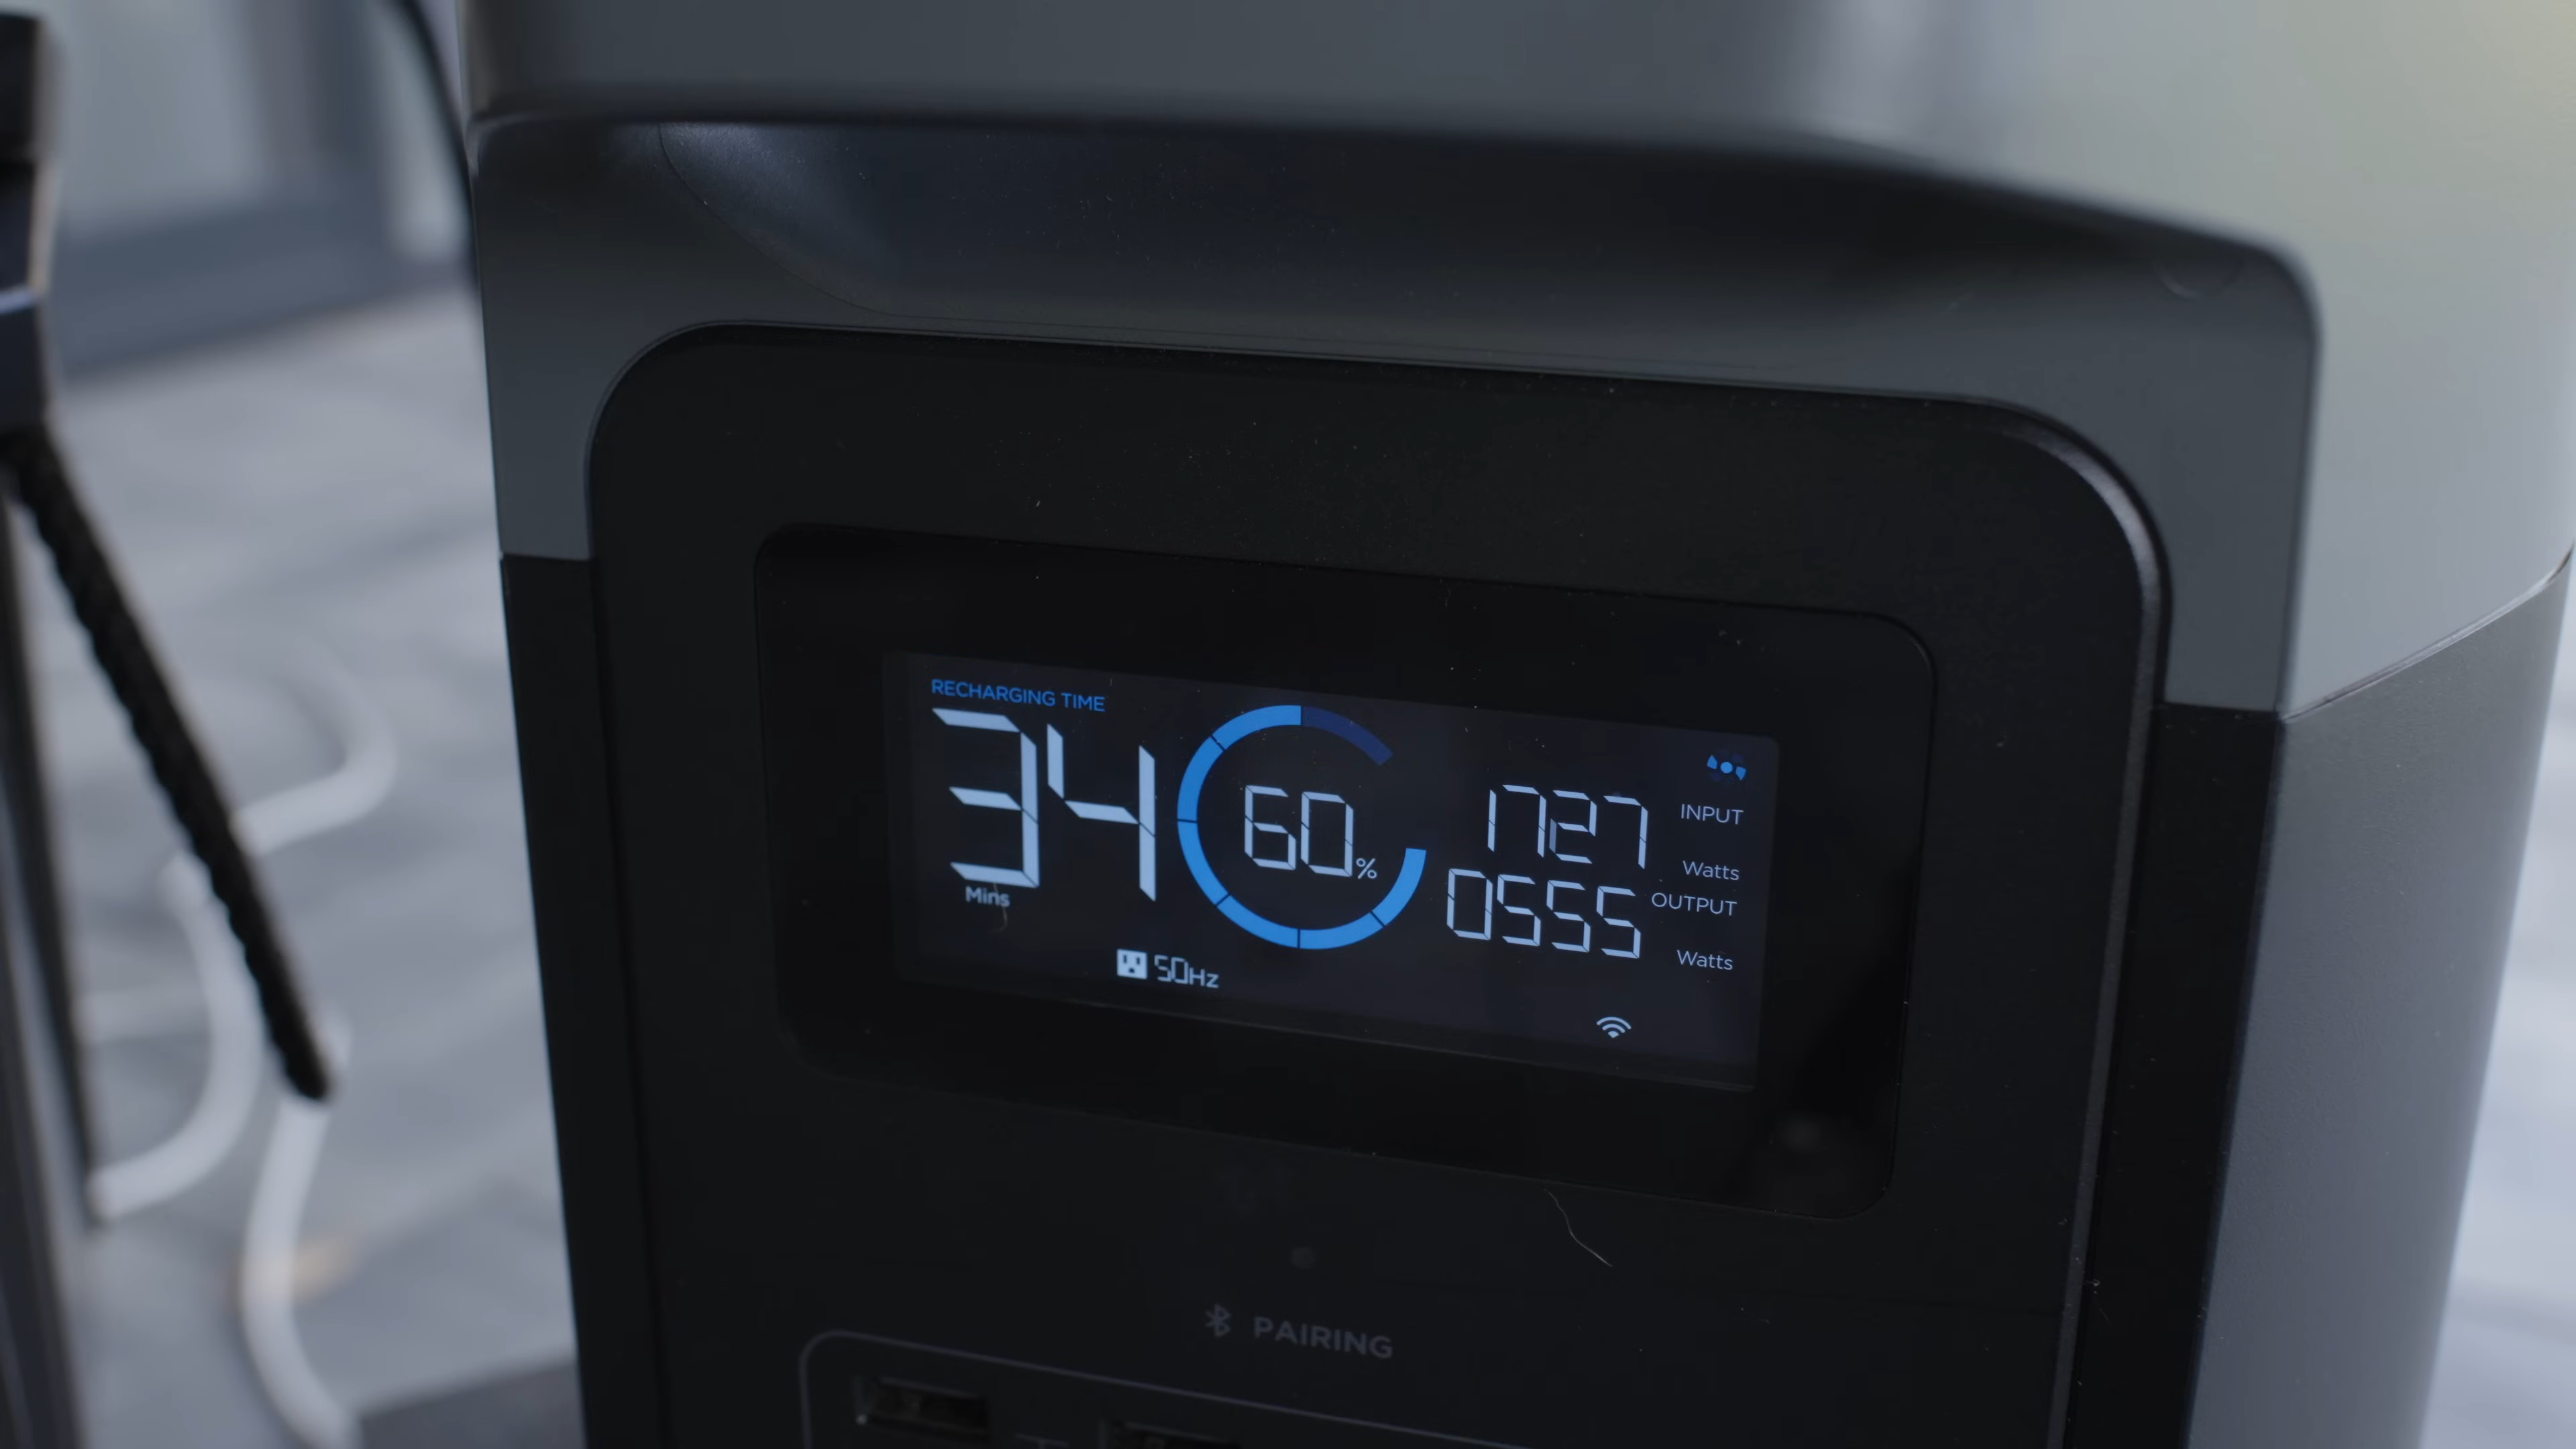 RECHARGING TIME
34
Mins
60%
1727 INPUT
Watts
0555 OUTPUT
Watts
50Hz
PAIRING